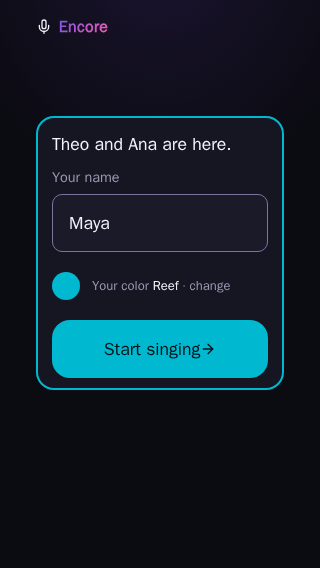 Encore
Theo and Ana are here.
Your name
Maya
Your color Reef · change
Start singing→